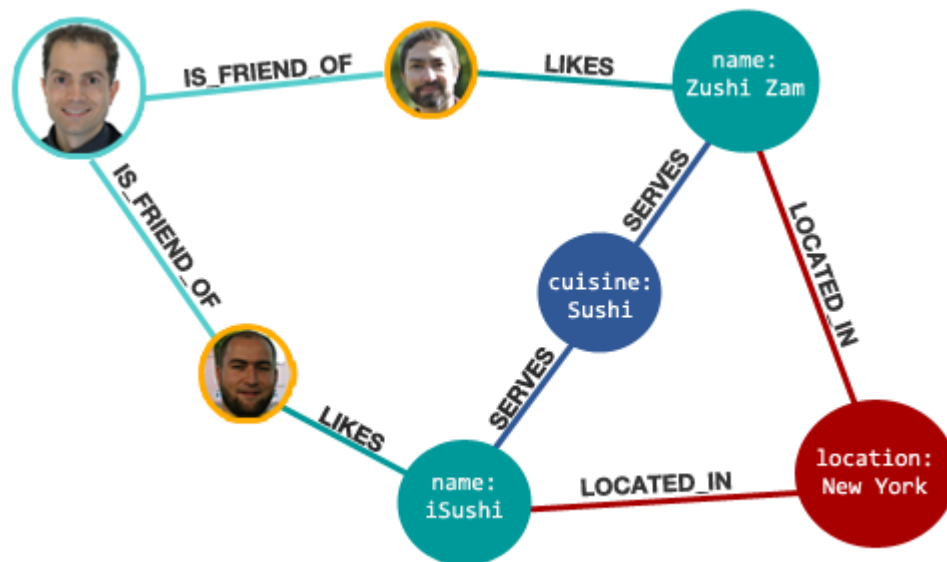 IS_FRIEND_OF
LIKES
name:
Zushi Zam
IS_FRIEND_OF
SERVES
LOCATED_IN
cuisine:
Sushi
SERVES
LIKES
name:
iSushi
LOCATED_IN
location:
New York